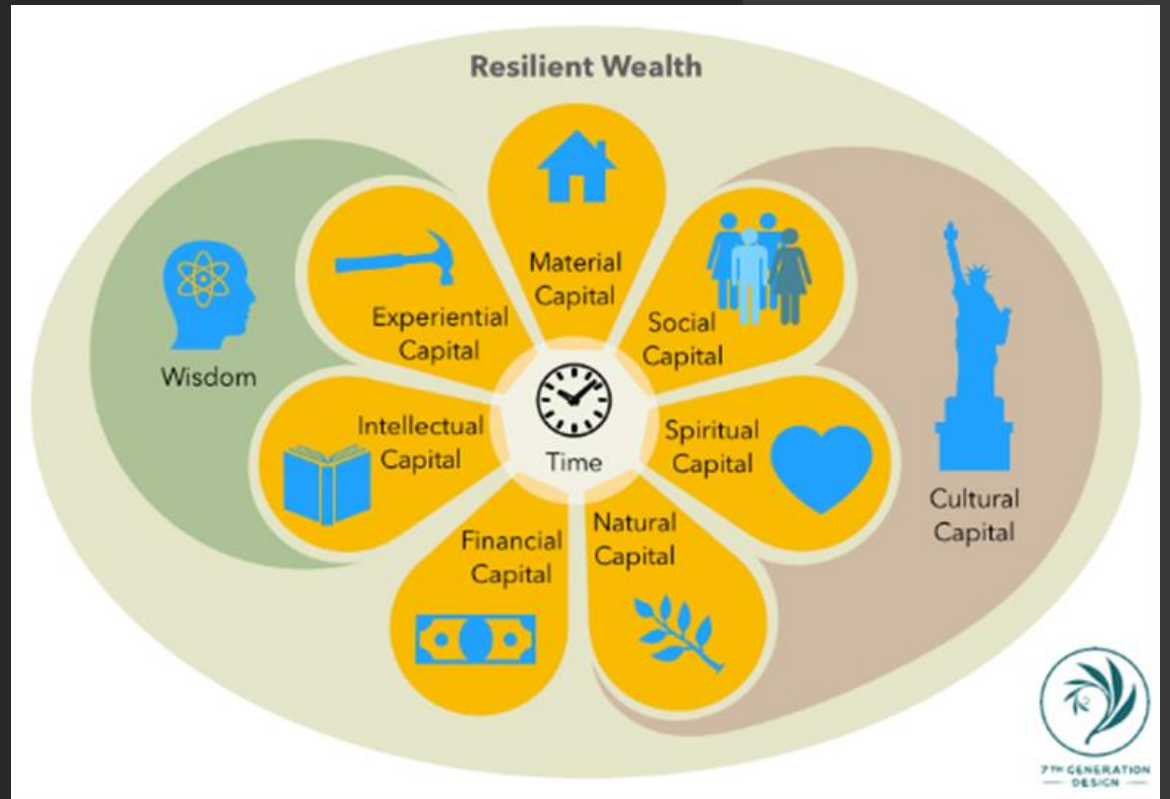 Resilient Wealth
Material
Capital
Experiential
Capital
Social
Capital
Wisdom
Intellectual
Capital
Time
Spiritual
Capital
Cultural
Capital
Financial
Capital
Natural
Capital
7TH GENERATION
DESIGN